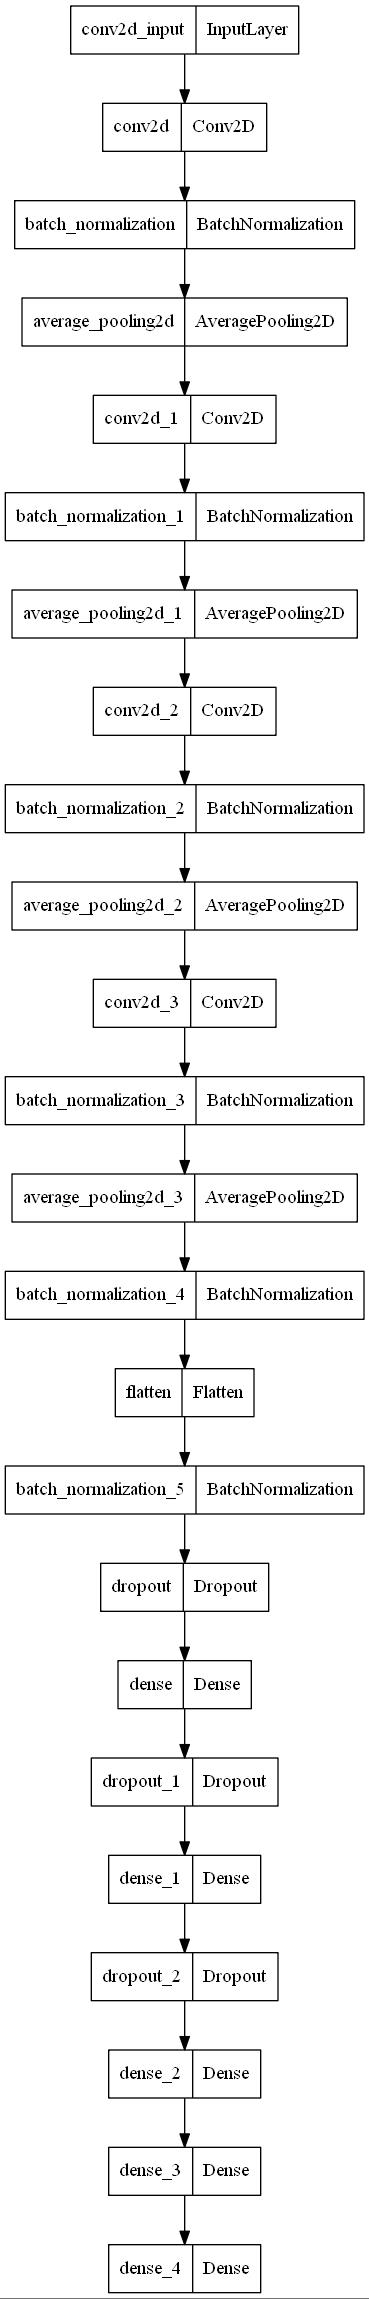 conv2d_input InputLayer
conv2d Conv2D
batch_normalization BatchNormalization
average_pooling2d AveragePooling2D
conv2d_1 Conv2D
batch_normalization_1 BatchNormalization
average_pooling2d_1 AveragePooling2D
conv2d_2 Conv2D
batch_normalization_2 BatchNormalization
average_pooling2d_2 AveragePooling2D
conv2d_3 Conv2D
batch_normalization_3 BatchNormalization
average_pooling2d_3 AveragePooling2D
batch_normalization_4 BatchNormalization
flatten Flatten
batch_normalization_5 BatchNormalization
dropout Dropout
dense Dense
dropout_1 Dropout
dense_1 Dense
dropout_2 Dropout
dense_2 Dense
dense_3 Dense
dense_4 Dense